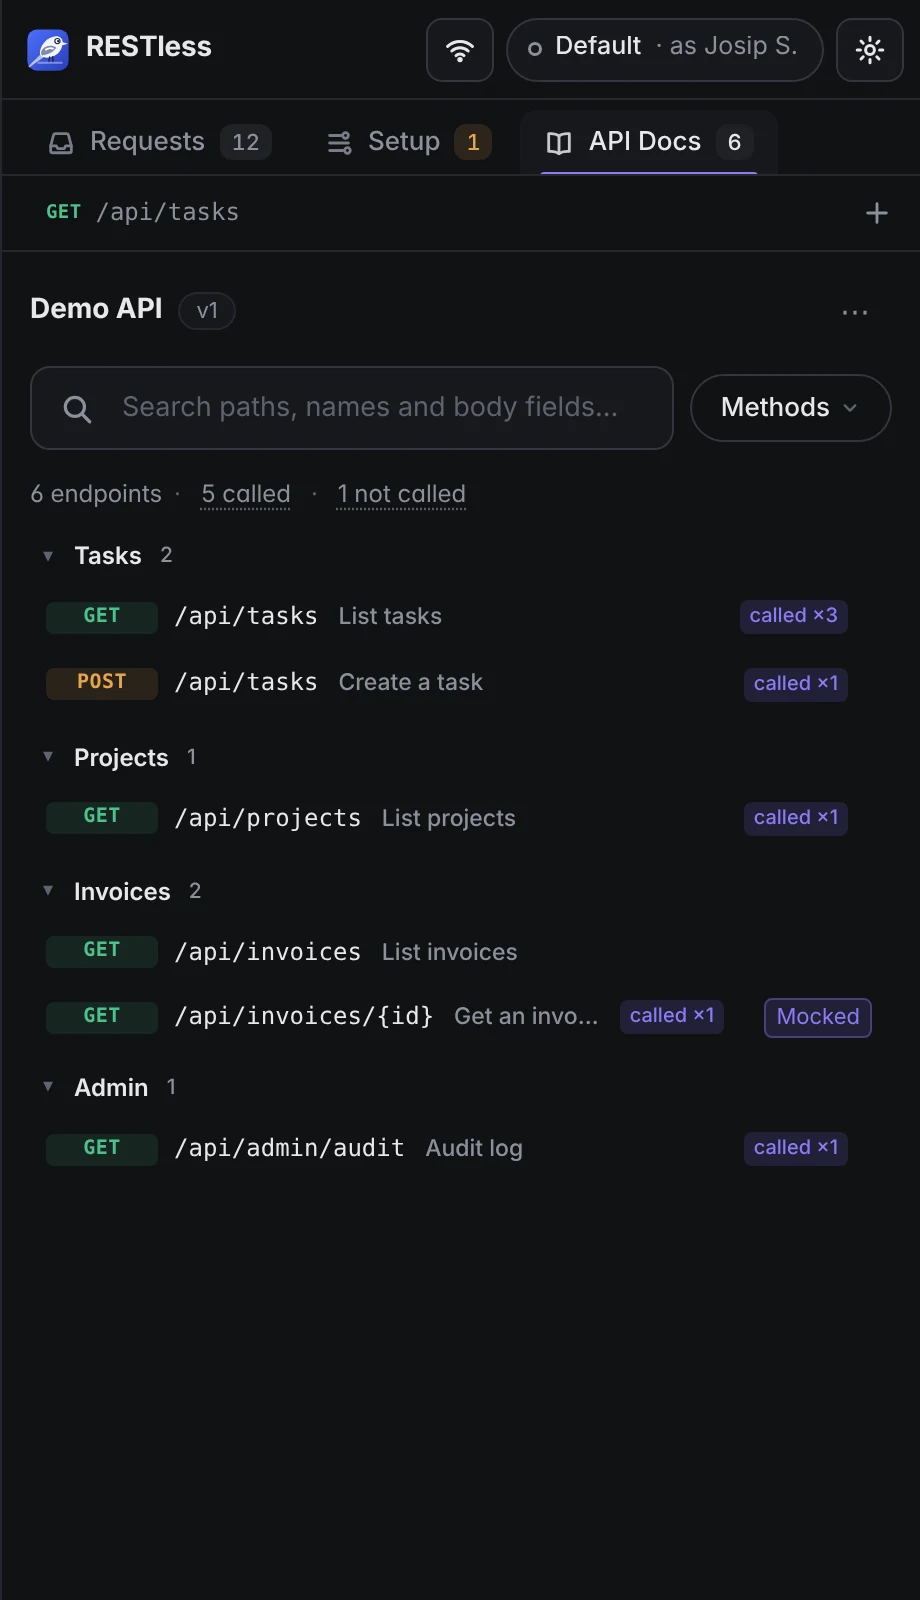 RESTless
Default · as Josip S.
Requests 12 Setup 1 API Docs 6
GET /api/tasks +
Demo API v1 ...
Search paths, names and body fields... Methods
6 endpoints · 5 called · 1 not called
Tasks 2
GET /api/tasks List tasks called ×3
POST /api/tasks Create a task called ×1
Projects 1
GET /api/projects List projects called ×1
Invoices 2
GET /api/invoices List invoices
GET /api/invoices/{id} Get an invo... called ×1 Mocked
Admin 1
GET /api/admin/audit Audit log called ×1